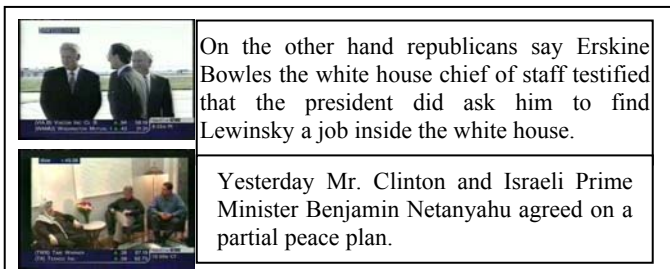 On the other hand republicans say Erskine
Bowles the white house chief of staff testified
that the president did ask him to find
Lewinsky a job inside the white house.
Yesterday Mr. Clinton and Israeli Prime
Minister Benjamin Netanyahu agreed on a
partial peace plan.